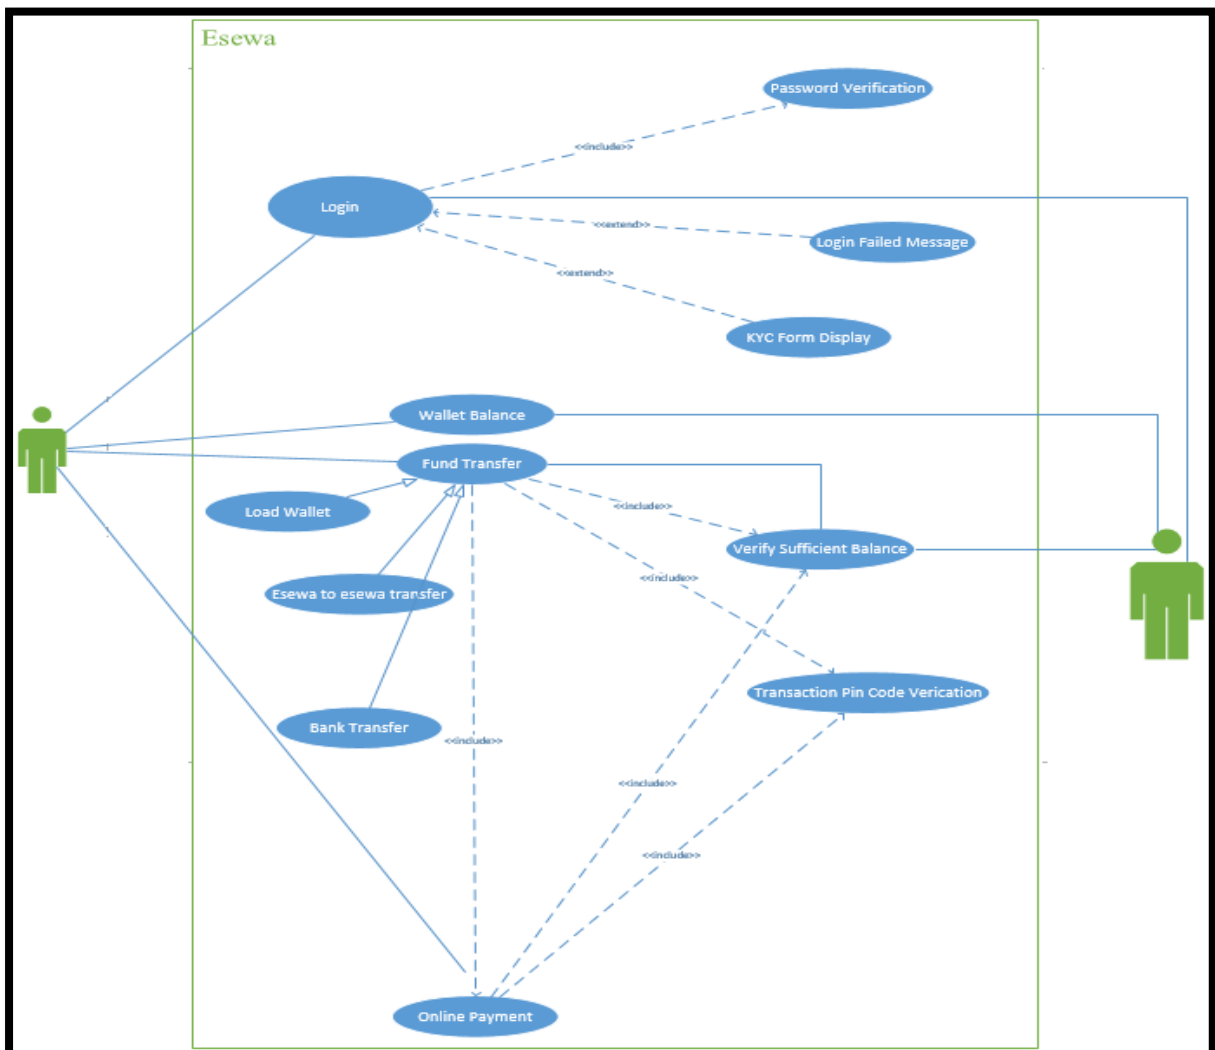 Esewa
Password Verification
<<include>>
Login
<<extend>>
Login Failed Message
<<extend>>
KYC Form Display
Wallet Balance
Fund Transfer
Load Wallet
<<include>>
Verify Sufficient Balance
<<include>>
Esewa to esewa transfer
Transaction Pin Code Verication
Bank Transfer
<<include>>
<<include>>
<<include>>
Online Payment